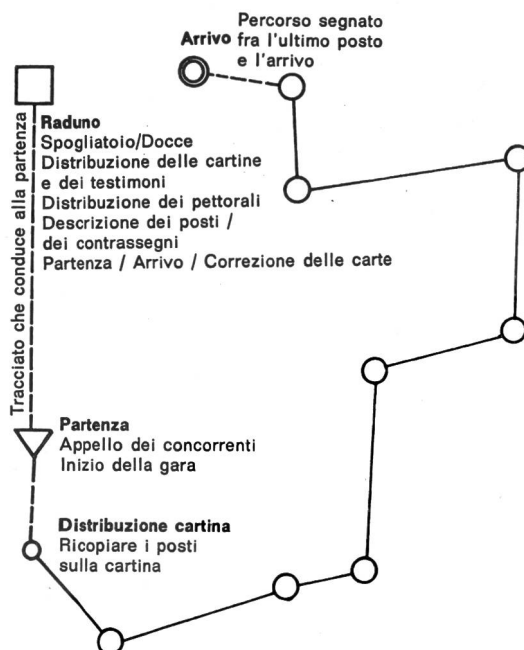 Percorso segnato
fra l'ultimo posto
e l'arrivo
Arrivo
Raduno
Spogliatoio/Docce
Distribuzione delle cartine
e dei testimoni
Distribuzione dei pettorali
Descrizione dei posti /
dei contrassegni
Partenza / Arrivo / Correzione delle carte
Tracciato che conduce alla partenza
Partenza
Appello dei concorrenti
Inizio della gara
Distribuzione cartina
Ricopiare i posti
sulla cartina